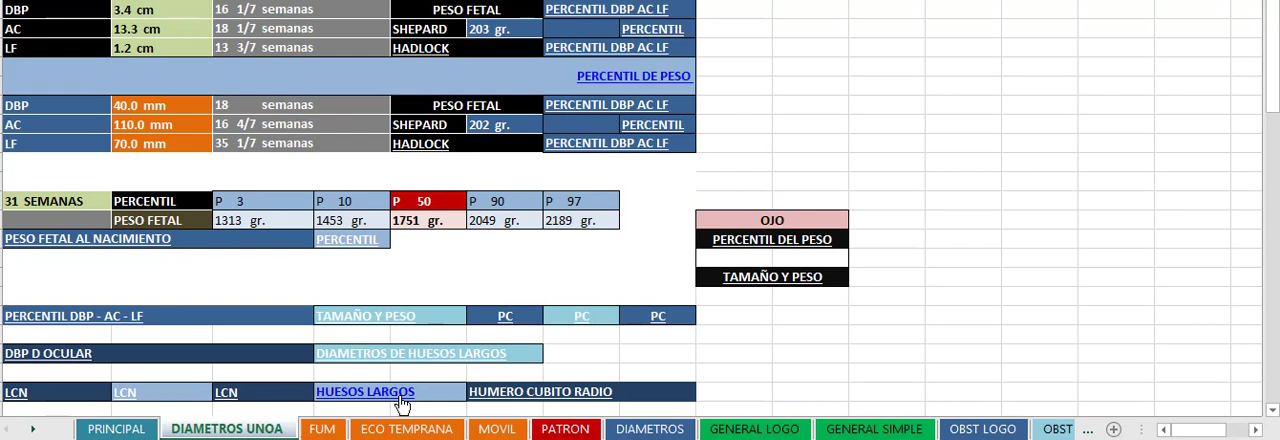 DBP 3.4 cm 16 1/7 semanas PESO FETAL PERCENTIL DBP AC LF
AC 13.3 cm 18 1/7 semanas SHEPARD 203 gr. PERCENTIL
LF 1.2 cm 13 3/7 semanas HADLOCK PERCENTIL DBP AC LF
PERCENTIL DE PESO
DBP 40.0 mm 18 semanas PESO FETAL PERCENTIL DBP AC LF
AC 110.0 mm 16 4/7 semanas SHEPARD 202 gr. PERCENTIL
LF 70.0 mm 35 1/7 semanas HADLOCK PERCENTIL DBP AC LF
31 SEMANAS PERCENTIL P 3 P 10 P 50 P 90 P 97
PESO FETAL 1313 gr. 1453 gr. 1751 gr. 2049 gr. 2189 gr. OJO
PESO FETAL AL NACIMIENTO PERCENTIL PERCENTIL DEL PESO
TAMAÑO Y PESO
PERCENTIL DBP - AC - LF TAMAÑO Y PESO PC PC PC
DBP D OCULAR DIAMETROS DE HUESOS LARGOS
LCN LCN LCN HUESOS LARGOS HUMERO CUBITO RADIO
PRINCIPAL DIAMETROS UNOA FUM ECO TEMPRANA MOVIL PATRON DIAMETROS GENERAL LOGO GENERAL SIMPLE OBST LOGO OBST ...